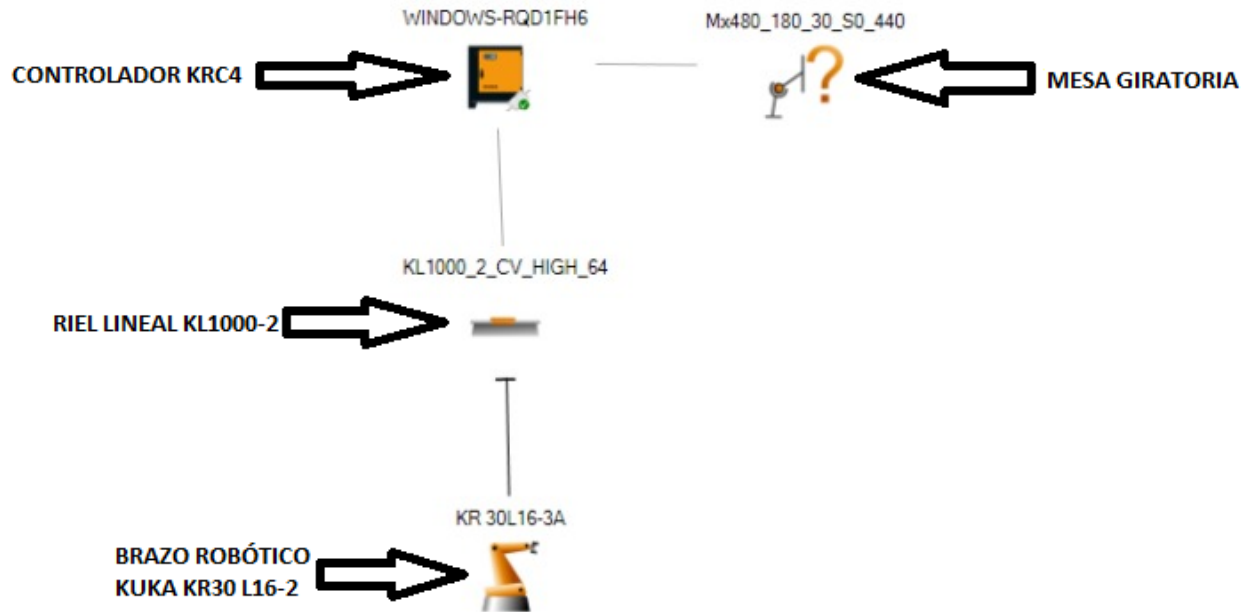 WINDOWS-RQD1FH6
Mx480_180_30_S0_440
CONTROLADOR KRC4
?
MESA GIRATORIA
KL1000_2_CV_HIGH_64
RIEL LINEAL KL1000-2
KR 30L16-3A
BRAZO ROBÓTICO
KUKA KR30 L16-2